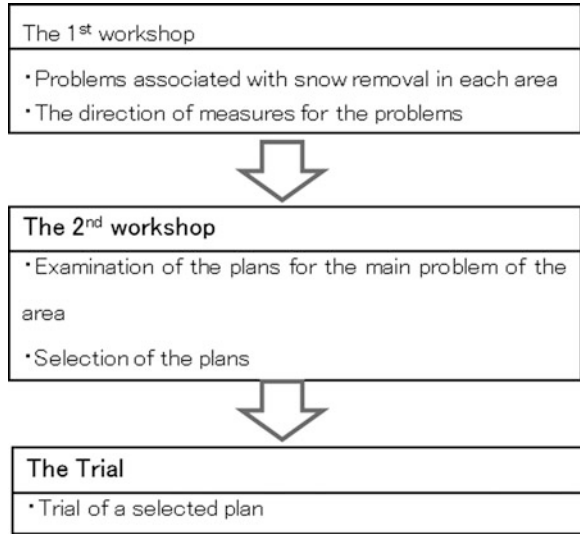 The 1st workshop
・Problems associated with snow removal in each area
・The direction of measures for the problems
The 2nd workshop
・Examination of the plans for the main problem of the
area
・Selection of the plans
The Trial
・Trial of a selected plan